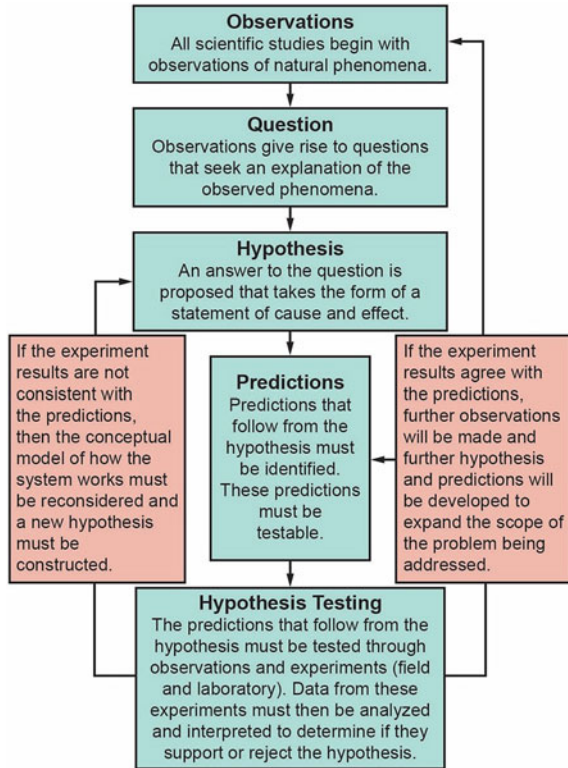 Observations
All scientific studies begin with
observations of natural phenomena.
Question
Observations give rise to questions
that seek an explanation of the
observed phenomena.
Hypothesis
An answer to the question is
proposed that takes the form of a
statement of cause and effect.
If the experiment
results are not
consistent with
the predictions,
then the conceptual
model of how the
system works must
be reconsidered and
a new hypothesis
must be
constructed.
Predictions
Predictions that
follow from the
hypothesis must
be identified.
These predictions
must be
testable.
If the experiment
results agree with
the predictions,
further observations
will be made and
further hypothesis
and predictions will
be developed to
expand the scope of
the problem being
addressed.
Hypothesis Testing
The predictions that follow from the
hypothesis must be tested through
observations and experiments (field
and laboratory). Data from these
experiments must then be analyzed
and interpreted to determine if they
support or reject the hypothesis.